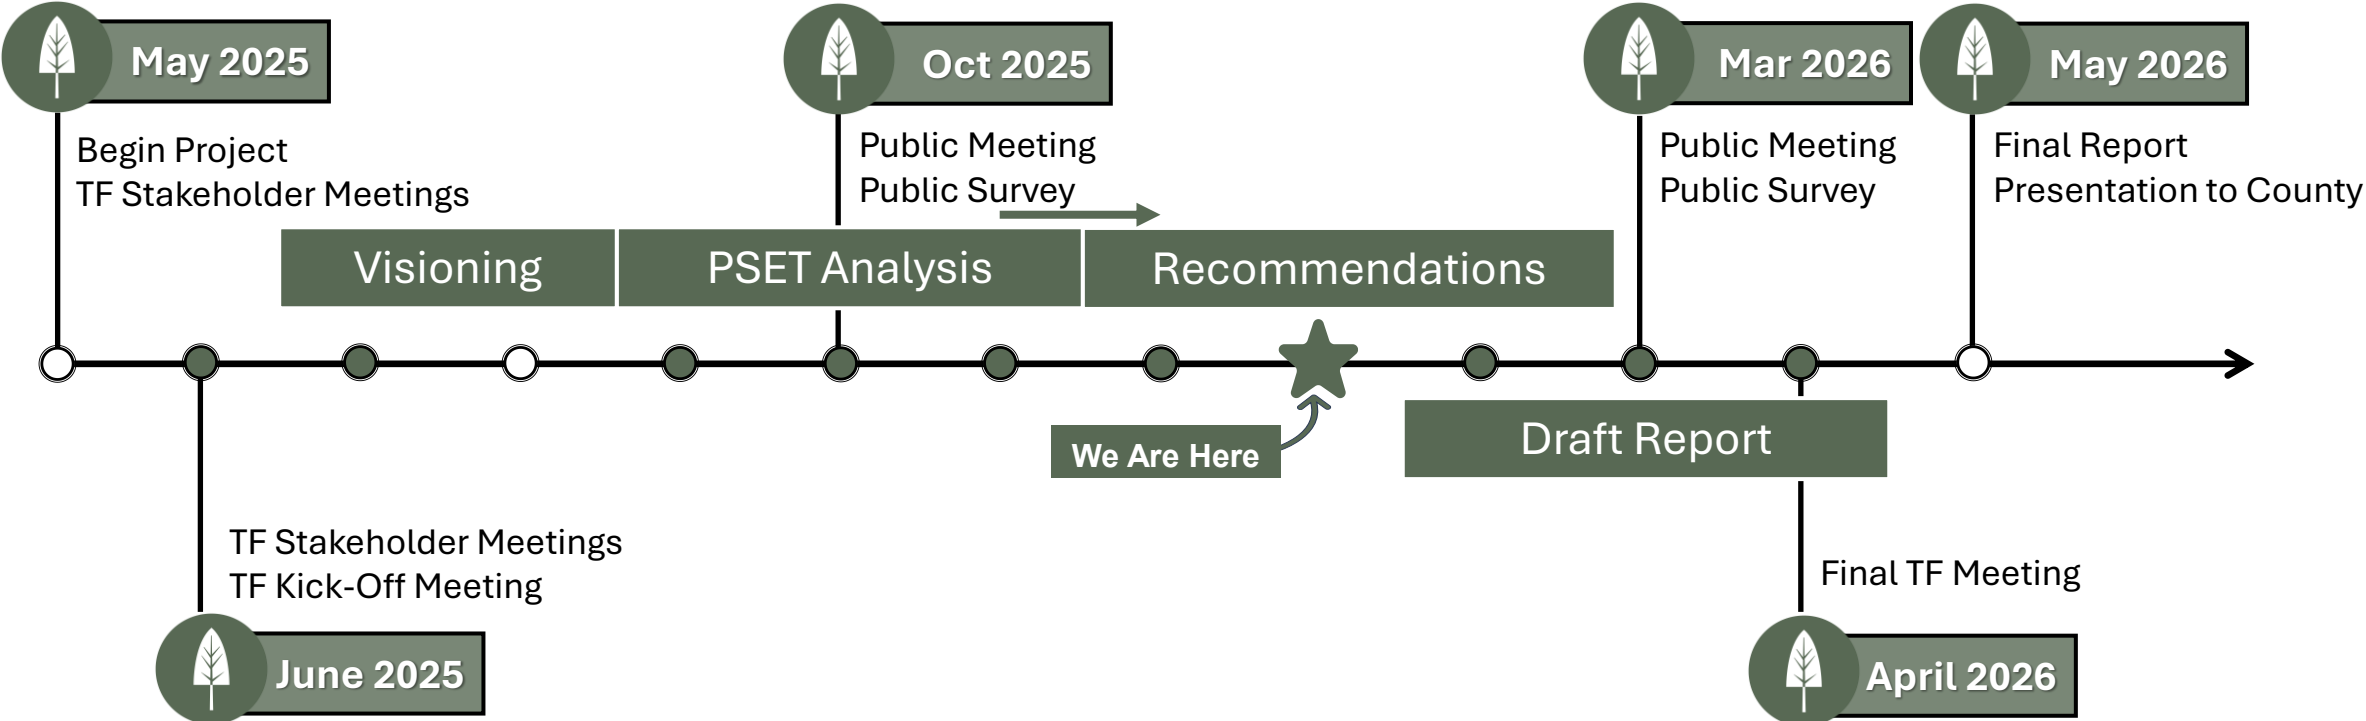 May 2025
Oct 2025
Mar 2026
May 2026
Begin Project
TF Stakeholder Meetings
Public Meeting
Public Survey
Public Meeting
Public Survey
Final Report
Presentation to County
Visioning
PSET Analysis
Recommendations
We Are Here
Draft Report
TF Stakeholder Meetings
TF Kick-Off Meeting
Final TF Meeting
June 2025
April 2026